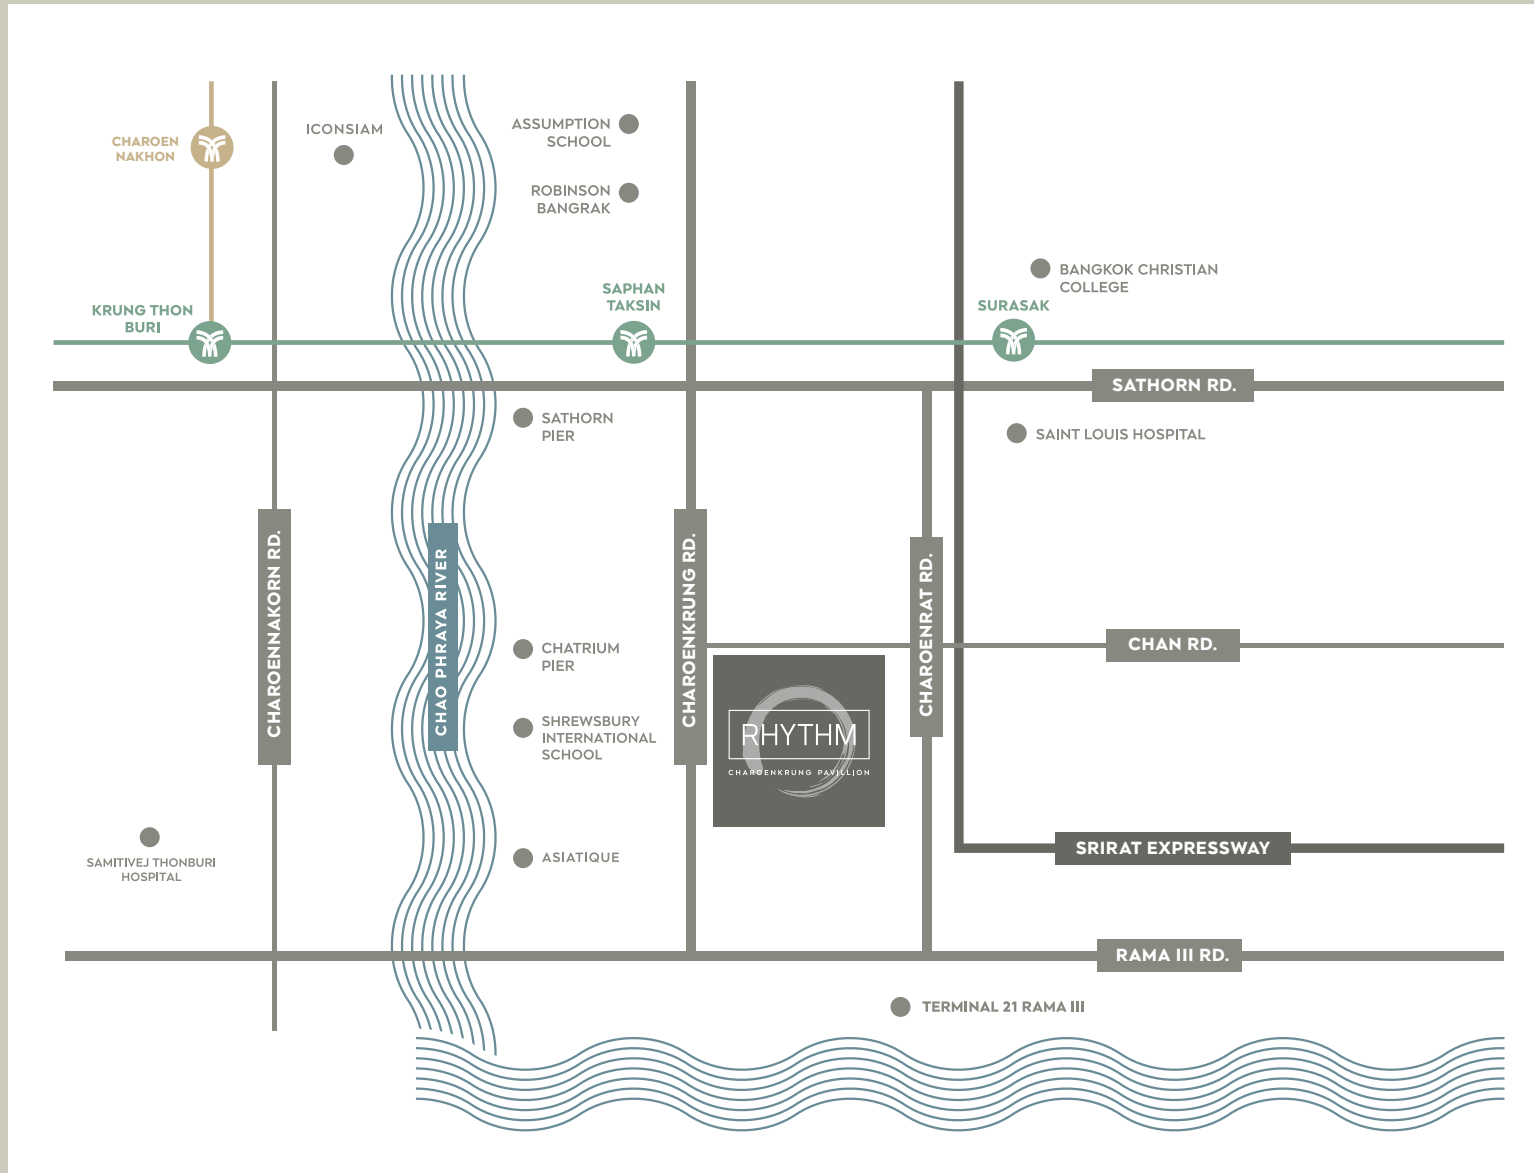 ICONSIAM
ASSUMPTION
SCHOOL
CHAROEN
NAKHON
ROBINSON
BANGRAK
BANGKOK CHRISTIAN
COLLEGE
SAPHAN
TAKSIN
SURASAK
KRUNG THON
BURI
SATHORN RD.
SATHORN
PIER
SAINT LOUIS HOSPITAL
CHAROENNAKORN RD.
CHAO PHRAYA RIVER
CHAROENKRUNG RD.
CHAROENRAT RD.
CHAN RD.
CHATRIUM
PIER
SHREWSBURY
INTERNATIONAL
SCHOOL
RHYTHM
CHAROENKRUNG PAVILLION
SAMITIVEJ THONBURI
HOSPITAL
ASIATIQUE
SRIRAT EXPRESSWAY
RAMA III RD.
TERMINAL 21 RAMA III